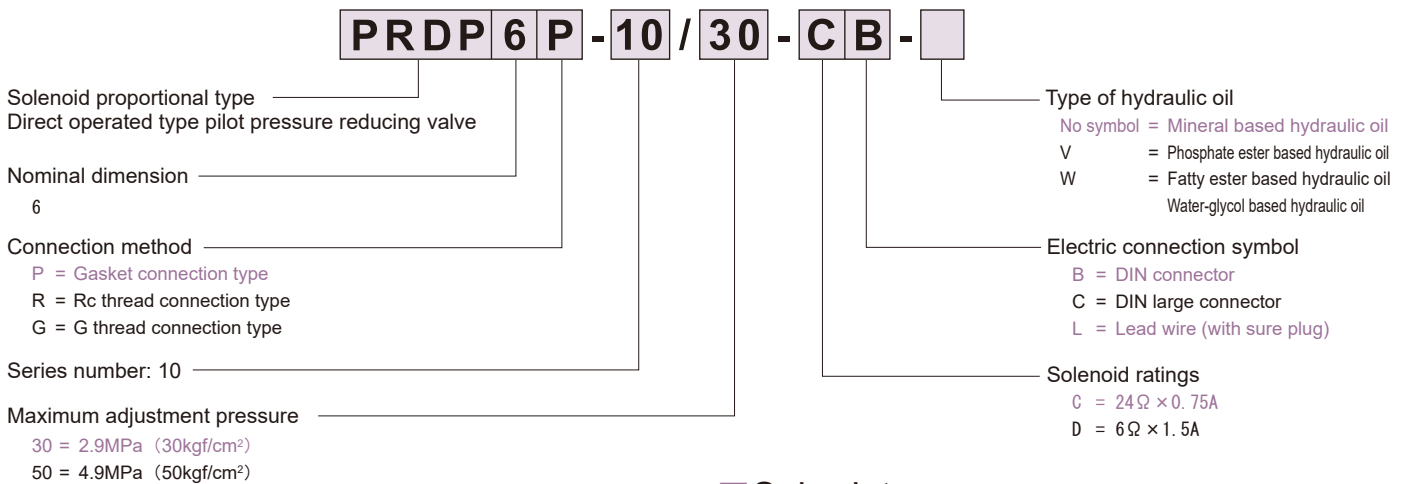 PRDP6P-10/30-CB-
Solenoid proportional type
Direct operated type pilot pressure reducing valve
Nominal dimension
6
Connection method
P = Gasket connection type
R = Rc thread connection type
G = G thread connection type
Series number: 10
Maximum adjustment pressure
30 = 2.9MPa（30kgf/cm²）
50 = 4.9MPa（50kgf/cm²）
Type of hydraulic oil
No symbol = Mineral based hydraulic oil
V = Phosphate ester based hydraulic oil
W = Fatty ester based hydraulic oil
Water-glycol based hydraulic oil
Electric connection symbol
B = DIN connector
C = DIN large connector
L = Lead wire (with sure plug)
Solenoid ratings
C = 24Ω×0.75A
D = 6Ω×1.5A